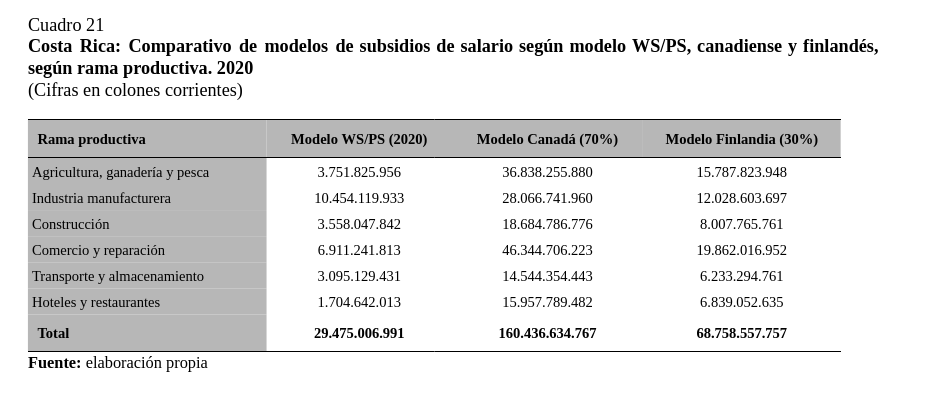 Cuadro 21
Costa Rica: Comparativo de modelos de subsidios de salario según modelo WS/PS, canadiense y finlandés,
según rama productiva. 2020
(Cifras en colones corrientes)
Rama productiva Modelo WS/PS (2020) Modelo Canadá (70%) Modelo Finlandia (30%)
Agricultura, ganadería y pesca 3.751.825.956 36.838.255.880 15.787.823.948
Industria manufacturera 10.454.119.933 28.066.741.960 12.028.603.697
Construcción 3.558.047.842 18.684.786.776 8.007.765.761
Comercio y reparación 6.911.241.813 46.344.706.223 19.862.016.952
Transporte y almacenamiento 3.095.129.431 14.544.354.443 6.233.294.761
Hoteles y restaurantes 1.704.642.013 15.957.789.482 6.839.052.635
Total 29.475.006.991 160.436.634.767 68.758.557.757
Fuente: elaboración propia